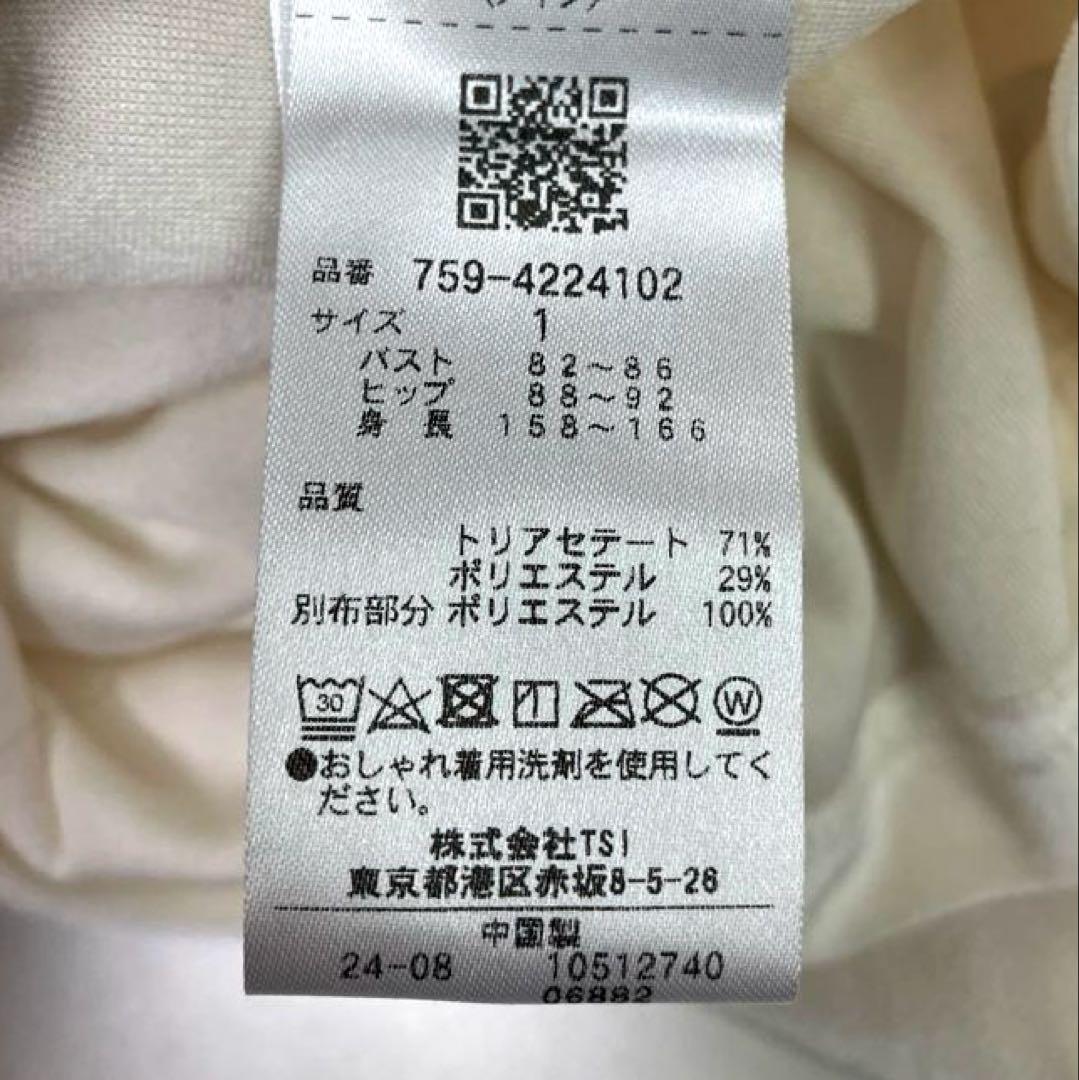 品番 759-4224102
サイズ 1
バスト 82～86
ヒップ 88～92
身長 158～166
品質
トリアセテート 71%
ポリエステル 29%
別布部分 ポリエステル 100%
30 W
●おしゃれ着用洗剤を使用してく
ださい。
株式会社TSI
東京都港区赤坂8-5-26
中国製
24-08 10512740
06882